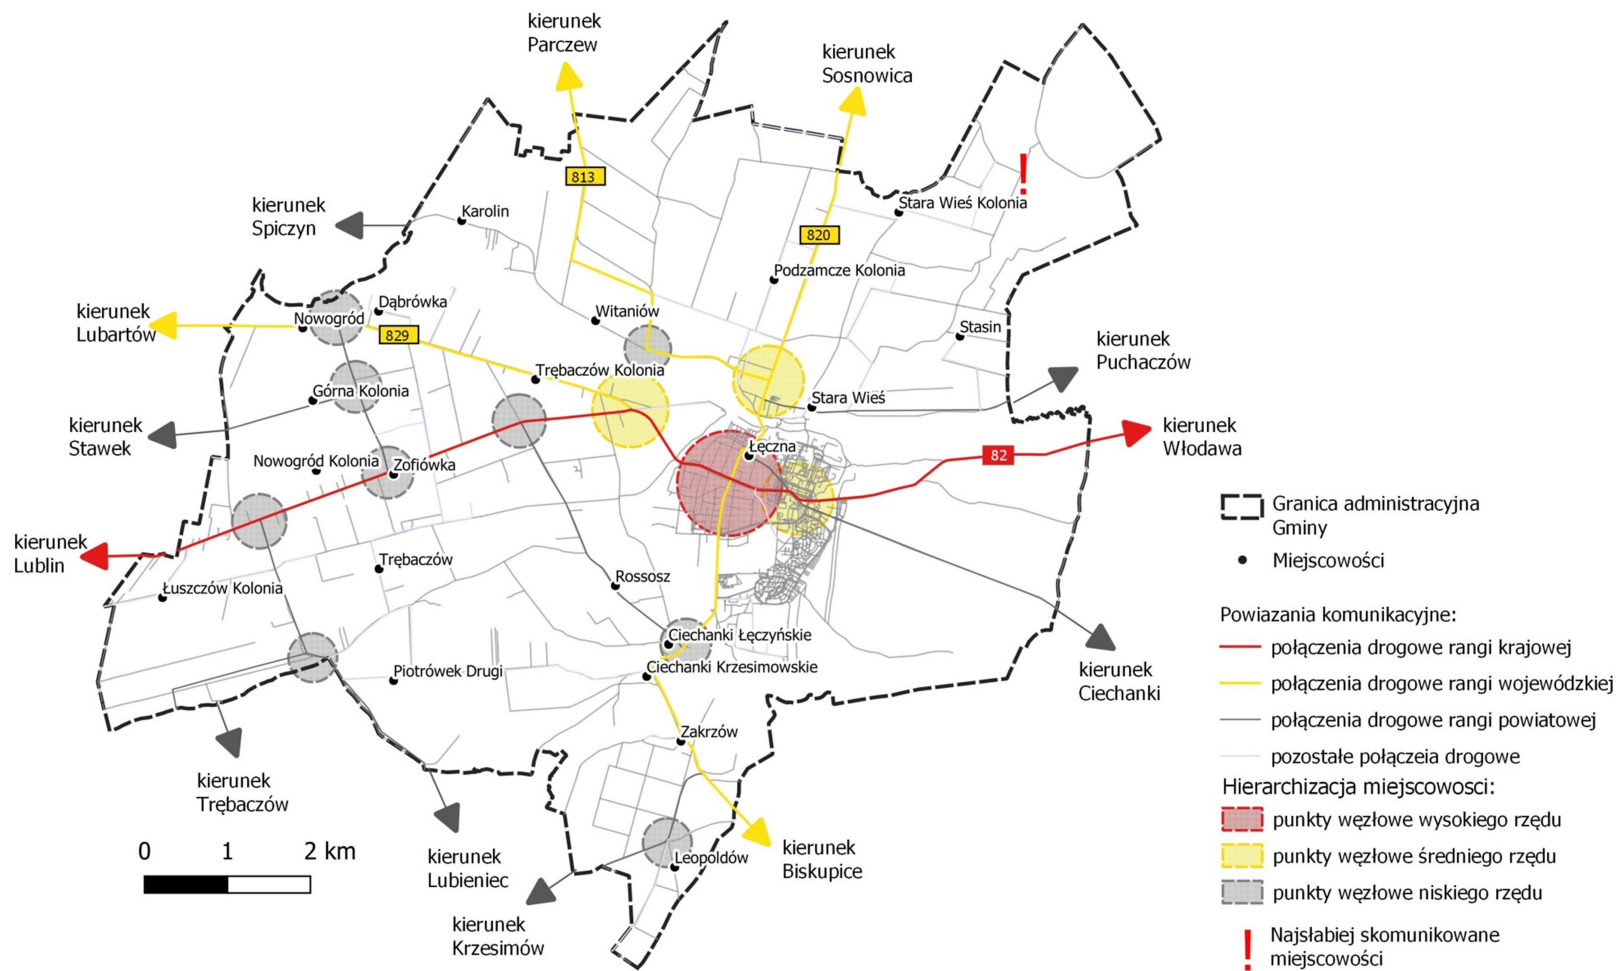 kierunek
Parczew
kierunek
Sosnowica
813
kierunek
Spiczyn
Karolin
Stara Wieś Kolonia
820
Podzamcze Kolonia
kierunek
Lubartów
Nowogród
Dąbrówka
829
Witaniów
Stasin
kierunek
Puchaczów
Trębaczów Kolonia
Górna Kolonia
Stara Wieś
kierunek
Stawek
kierunek
Włodawa
Łęczna
82
Nowogród Kolonia
Zofiówka
kierunek
Lublin
Trębaczów
Łuszczów Kolonia
Rossosz
Ciechanki Łęczyńskie
Ciechanki Krzesimowskie
Piotrówek Drugi
kierunek
Ciechanki
Zakrzów
kierunek
Trębaczów
kierunek
Lubieniec
kierunek
Biskupice
Leopoldów
kierunek
Krzesimów
0 1 2 km
Granica administracyjna
Gminy
Miejscowości
Powiazania komunikacyjne:
połączenia drogowe rangi krajowej
połączenia drogowe rangi wojewódzkiej
połączenia drogowe rangi powiatowej
pozostałe połączeia drogowe
Hierarchizacja miejscowosci:
punkty węzłowe wysokiego rzędu
punkty węzłowe średniego rzędu
punkty węzłowe niskiego rzędu
! Najsłabiej skomunikowane
miejscowości